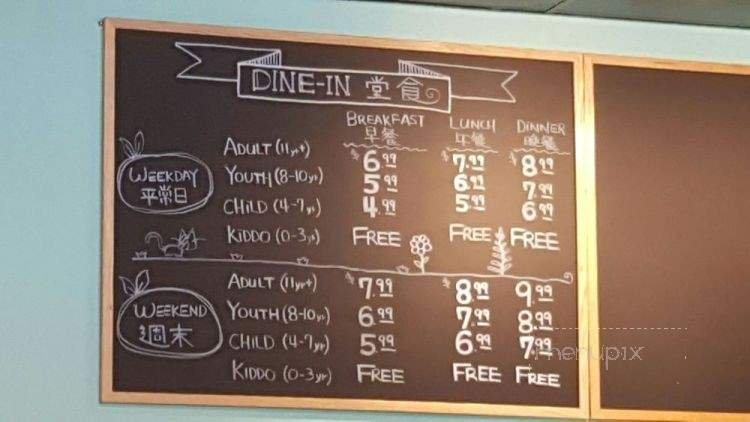 DINE-IN 堂食
BREAKFAST LUNCH DINNER
早餐 午餐 晚餐
WEEKDAY
平常日
ADULT (11yr+) $6.99 $7.99 $8.99
YOUTH (8-10yr) 5.99 6.99 7.99
CHILD (4-7yr) 4.99 5.99 6.99
KIDDO (0-3yr) FREE FREE FREE
WEEKEND
週末
ADULT (11yr+) $7.99 $8.99 9.99
YOUTH (8-10yr) 6.99 7.99 8.99
CHILD (4-7yr) 5.99 6.99 7.99
KIDDO (0-3yr) FREE FREE FREE
menupix